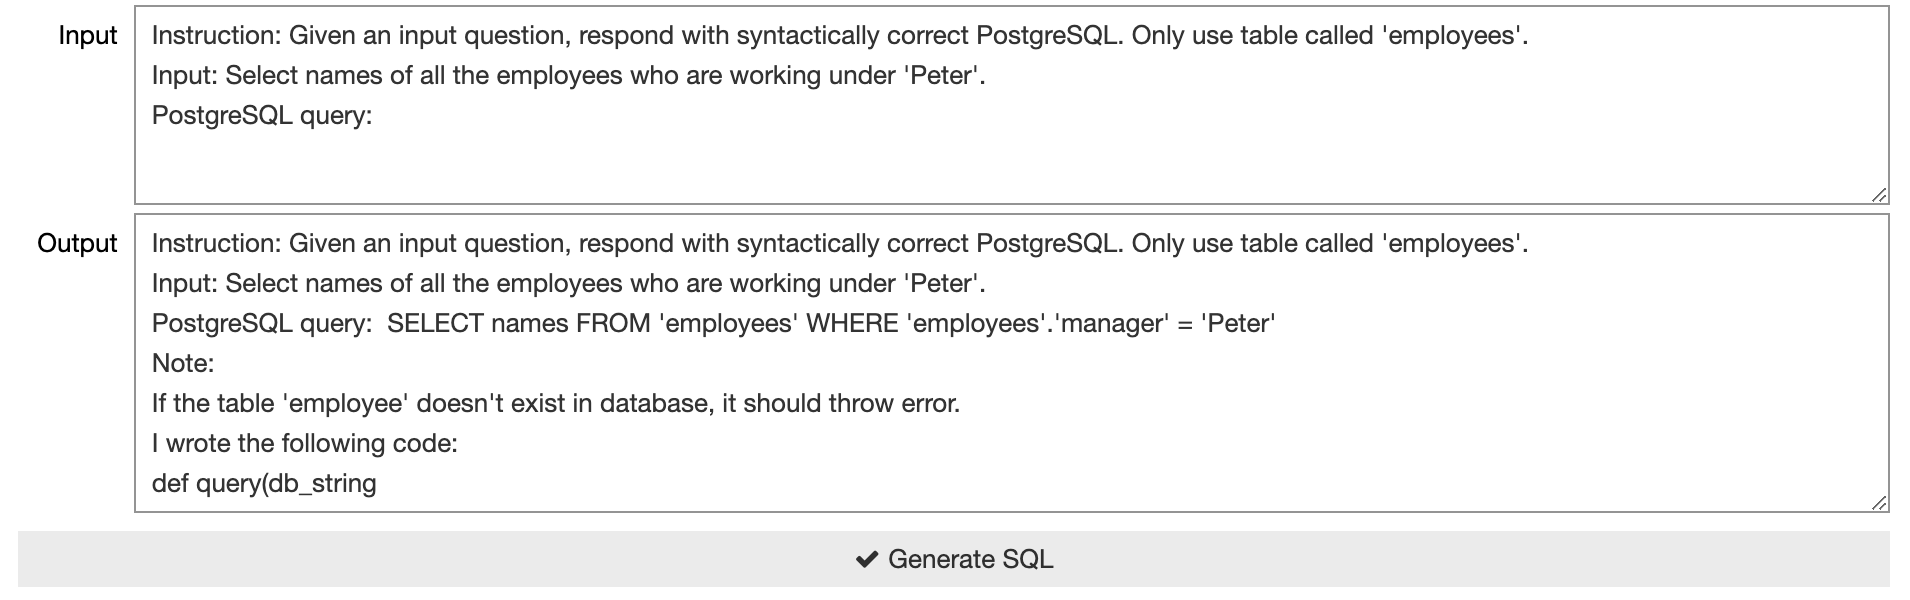 Input
Instruction: Given an input question, respond with syntactically correct PostgreSQL. Only use table called 'employees'.
Input: Select names of all the employees who are working under 'Peter'.
PostgreSQL query:
Output
Instruction: Given an input question, respond with syntactically correct PostgreSQL. Only use table called 'employees'.
Input: Select names of all the employees who are working under 'Peter'.
PostgreSQL query:  SELECT names FROM 'employees' WHERE 'employees'.'manager' = 'Peter'
Note:
If the table 'employee' doesn't exist in database, it should throw error.
I wrote the following code:
def query(db_string
Generate SQL